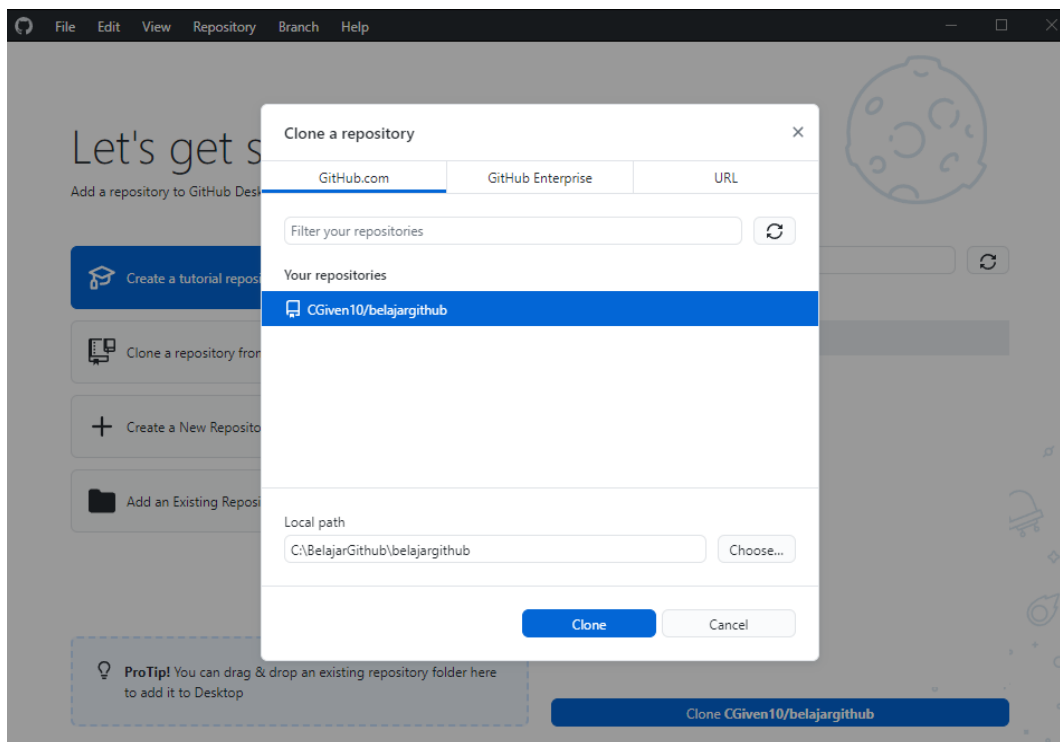 File Edit View Repository Branch Help
Let's get s
Add a repository to GitHub Desk
Create a tutorial reposi
Clone a repository fror
Create a New Reposito
Add an Existing Reposi
ProTip! You can drag & drop an existing repository folder here
to add it to Desktop
Clone a repository
GitHub.com GitHub Enterprise URL
Filter your repositories
Your repositories
CGiven10/belajargithub
Local path
C:\BelajarGithub\belajargithub Choose...
Clone Cancel
Clone CGiven10/belajargithub